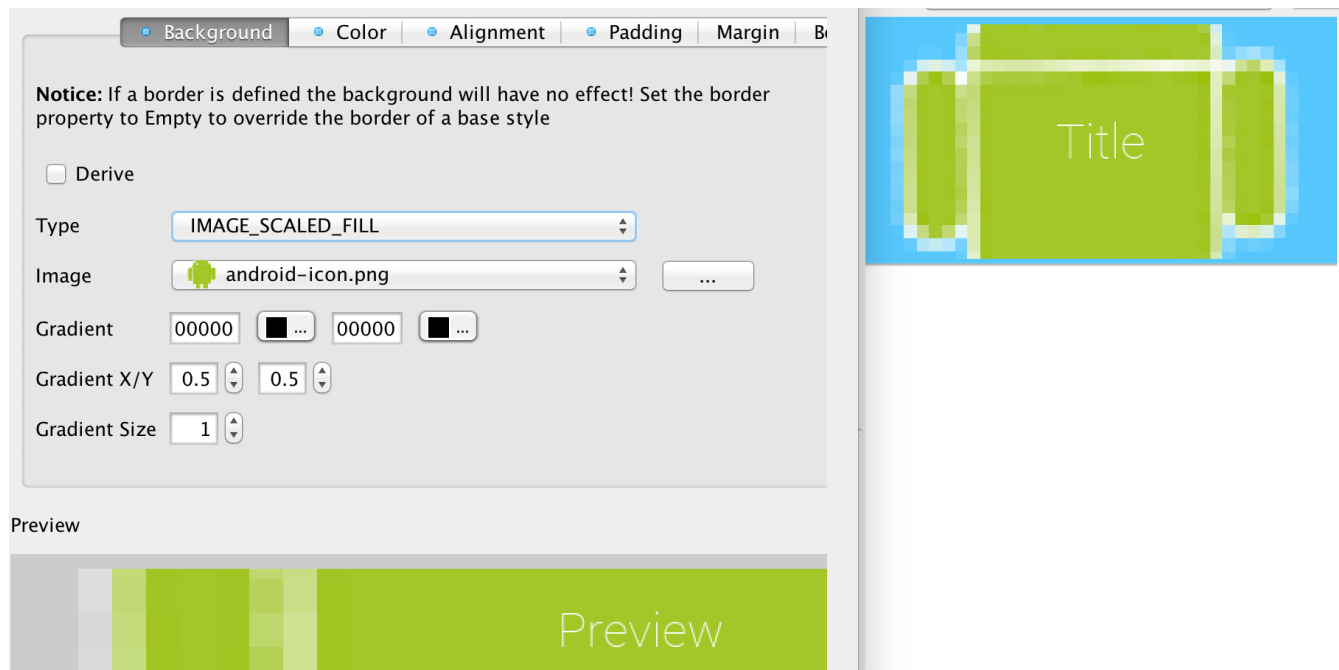 Background Color Alignment Padding Margin
Notice: If a border is defined the background will have no effect! Set the border
property to Empty to override the border of a base style
Derive
Type IMAGE_SCALED_FILL
Image android-icon.png ...
Gradient 00000 ... 00000 ...
Gradient X/Y 0.5 0.5
Gradient Size 1
Preview
Preview
Title